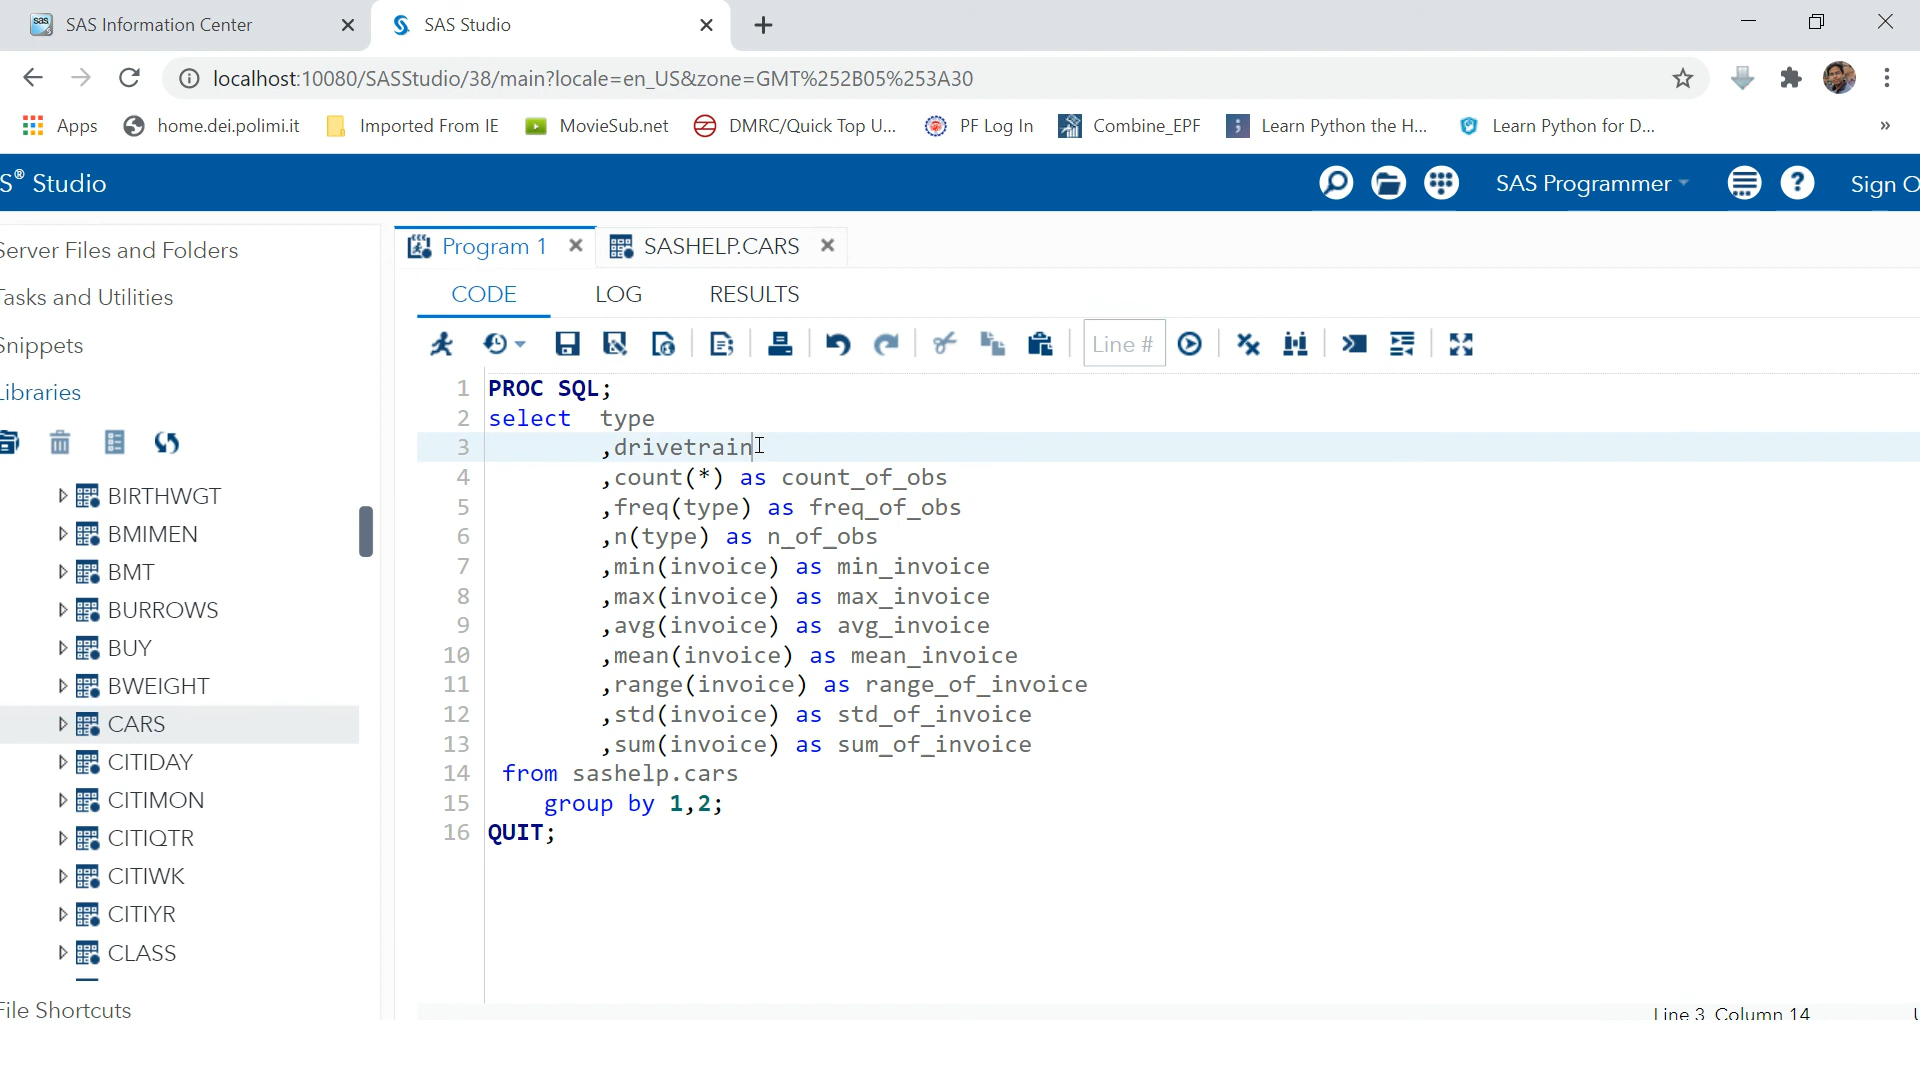 SAS Information Center
SAS Studio
localhost:10080/SASStudio/38/main?locale=en_US&zone=GMT%252B05%253A30
Apps home.dei.polimi.it Imported From IE MovieSub.net DMRC/Quick Top U... PF Log In Combine_EPF Learn Python the H... Learn Python for D... »
S® Studio SAS Programmer Sign O
Server Files and Folders
Tasks and Utilities
Snippets
Libraries
BIRTHWGT
BMIMEN
BMT
BURROWS
BUY
BWEIGHT
CARS
CITIDAY
CITIMON
CITIQTR
CITIWK
CITIYR
CLASS
File Shortcuts
Program 1 SASHELP.CARS
CODE LOG RESULTS
Line #
1 PROC SQL;
2 select type
3 ,drivetrain
4 ,count(*) as count_of_obs
5 ,freq(type) as freq_of_obs
6 ,n(type) as n_of_obs
7 ,min(invoice) as min_invoice
8 ,max(invoice) as max_invoice
9 ,avg(invoice) as avg_invoice
10 ,mean(invoice) as mean_invoice
11 ,range(invoice) as range_of_invoice
12 ,std(invoice) as std_of_invoice
13 ,sum(invoice) as sum_of_invoice
14 from sashelp.cars
15 group by 1,2;
16 QUIT;
Line 3 Column 14